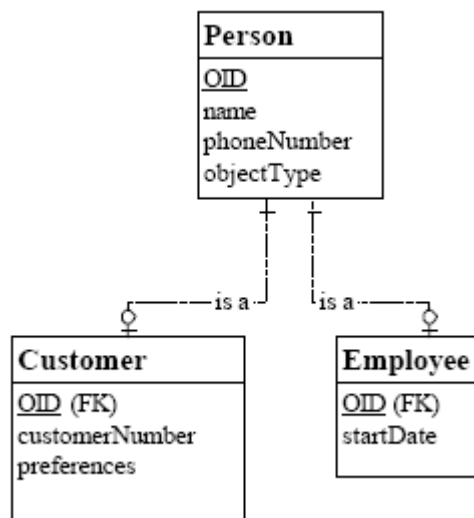 Person
OID
name
phoneNumber
objectType
is a
is a
Customer
OID (FK)
customerNumber
preferences
Employee
OID (FK)
startDate